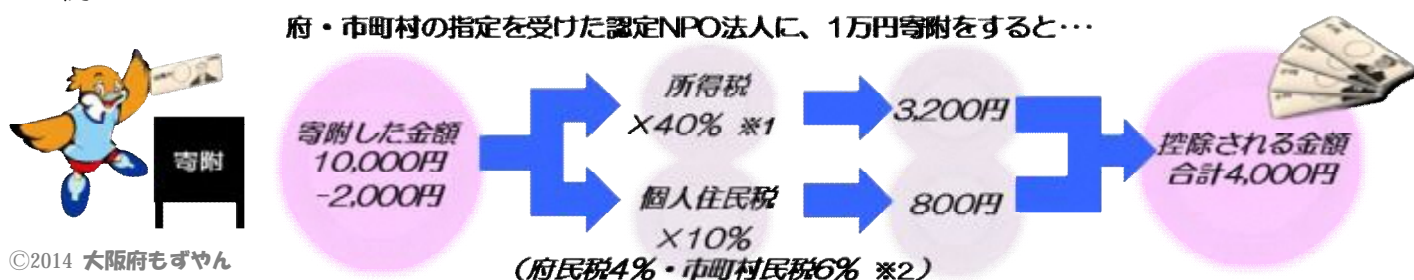 府・市町村の指定を受けた認定NPO法人に、1万円寄附をすると…
寄附
寄附した金額
10,000円
-2,000円
所得税
×40% ※1
3,200円
個人住民税
×10%
(府民税4%・市町村民税6% ※2)
800円
控除される金額
合計4,000円
©2014 大阪府もずやん